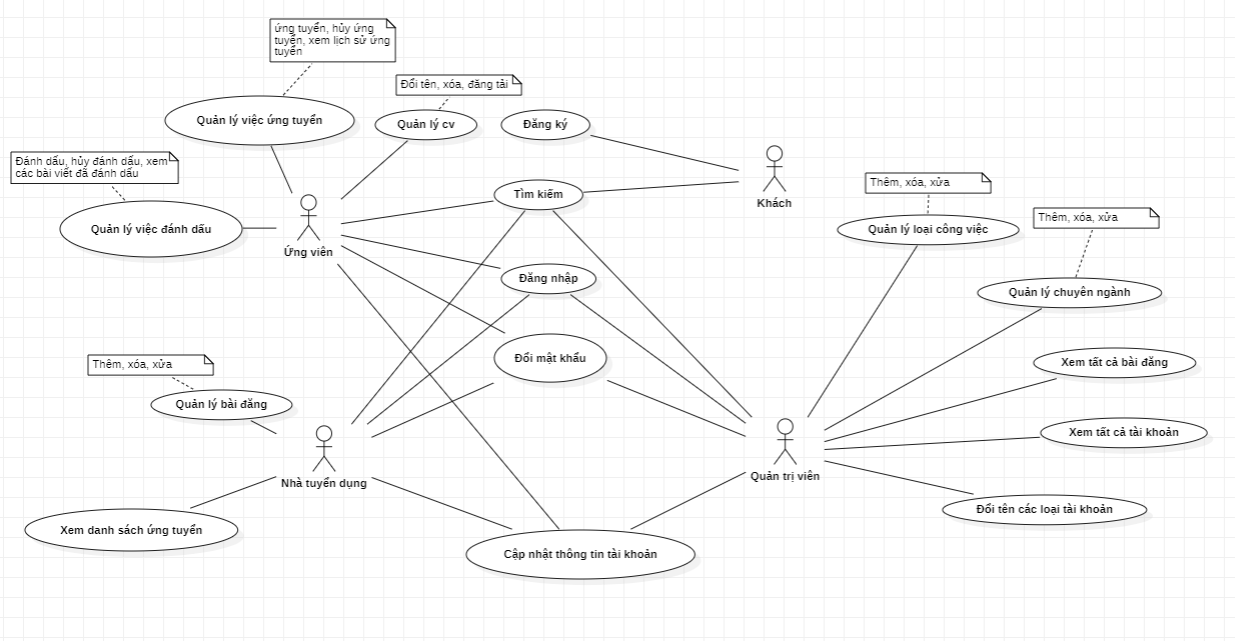 ứng tuyển, hủy ứng
tuyển, xem lịch sử ứng
tuyển
Đổi tên, xóa, đăng tải
Quản lý việc ứng tuyển
Quản lý cv
Đăng ký
Đánh dấu, hủy đánh dấu, xem
các bài viết đã đánh dấu
Tìm kiếm
Khách
Thêm, xóa, xửa
Thêm, xóa, xửa
Quản lý việc đánh dấu
Ứng viên
Quản lý loại công việc
Đăng nhập
Quản lý chuyên ngành
Đổi mật khẩu
Thêm, xóa, xửa
Xem tất cả bài đăng
Quản lý bài đăng
Xem tất cả tài khoản
Nhà tuyển dụng
Quản trị viên
Đổi tên các loại tài khoản
Xem danh sách ứng tuyển
Cập nhật thông tin tài khoản